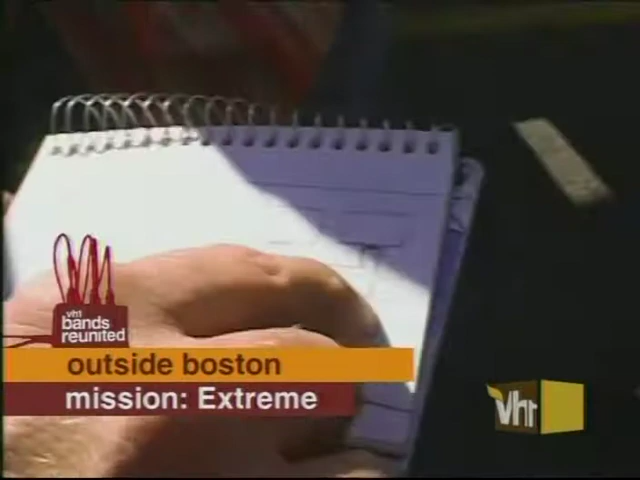 vh1
bands
reunited
outside boston
mission: Extreme
vh1